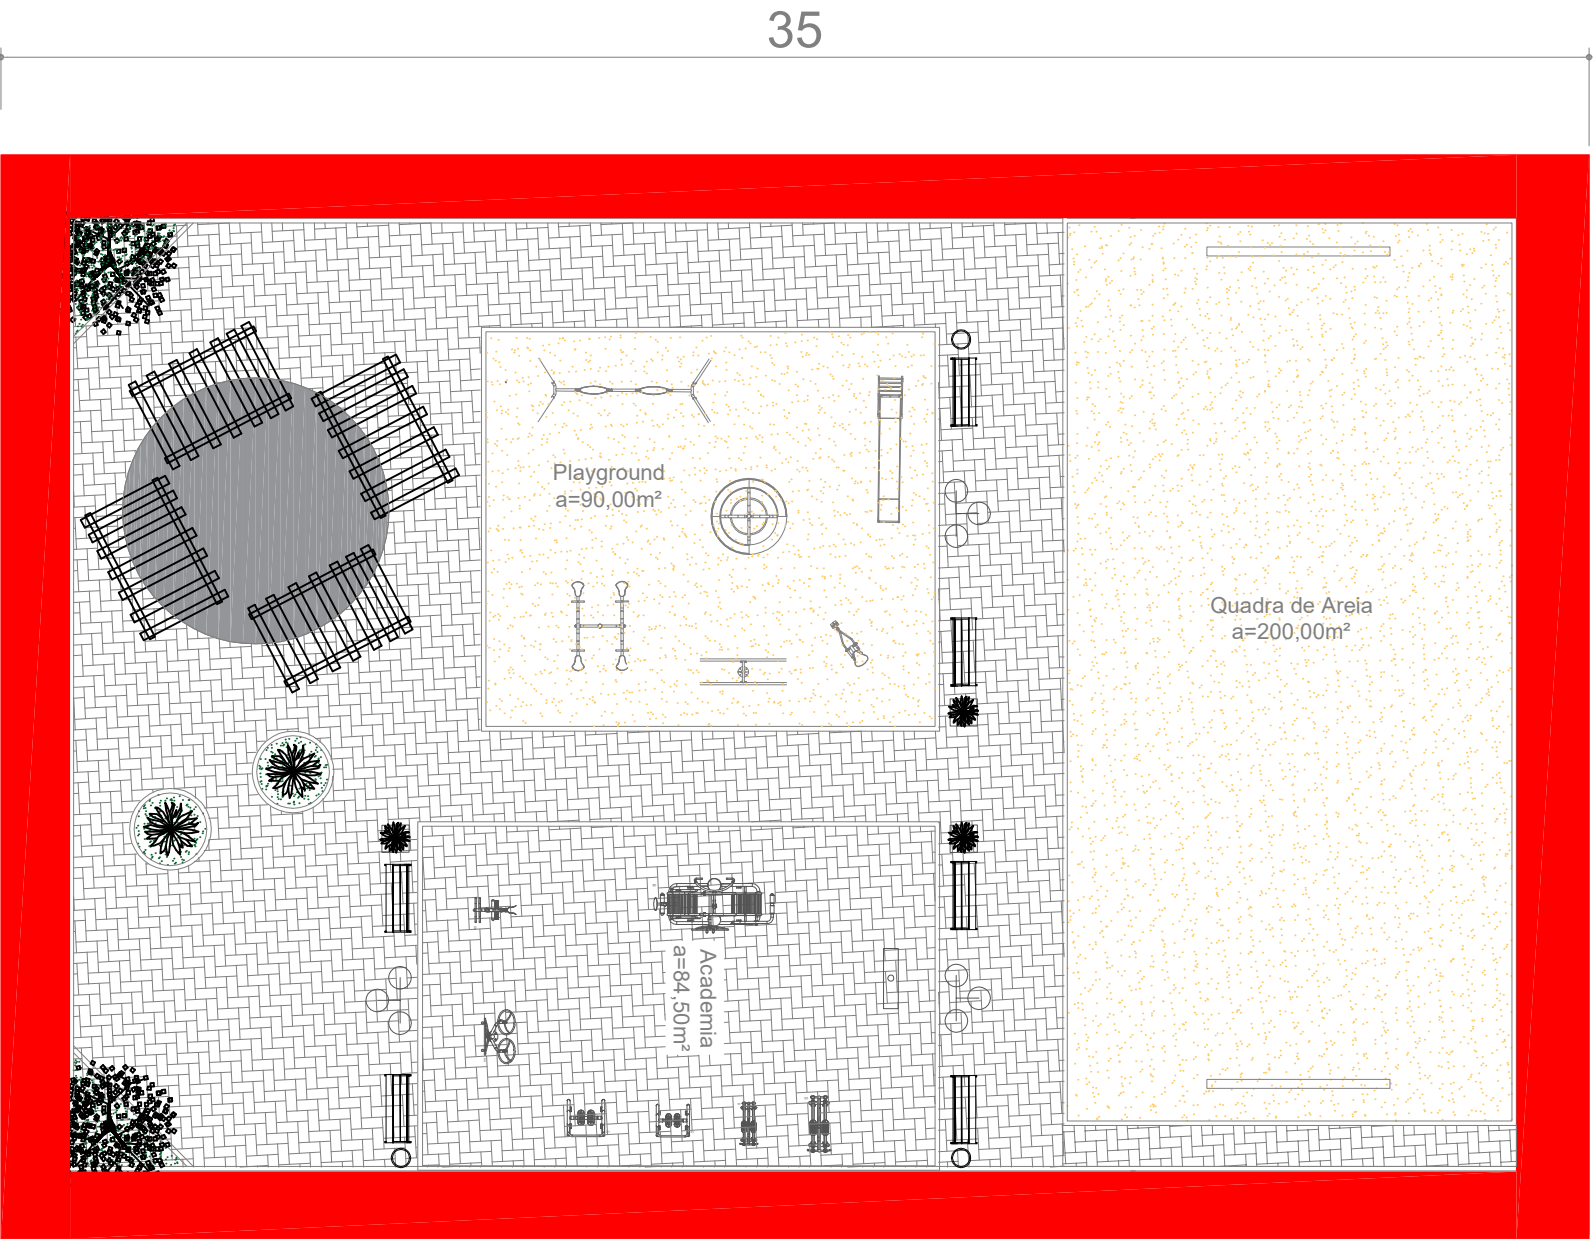 35
Playground
a=90,00m²
Quadra de Areia
a=200,00m²
Academia
a=84,50m²